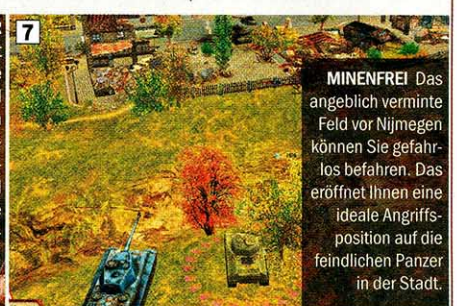 7
MINENFREI Das
angeblich verminte
Feld vor Nijmegen
können Sie gefahr-
los befahren. Das
eröffnet Ihnen eine
ideale Angriffs-
position auf die
feindlichen Panzer
in der Stadt.